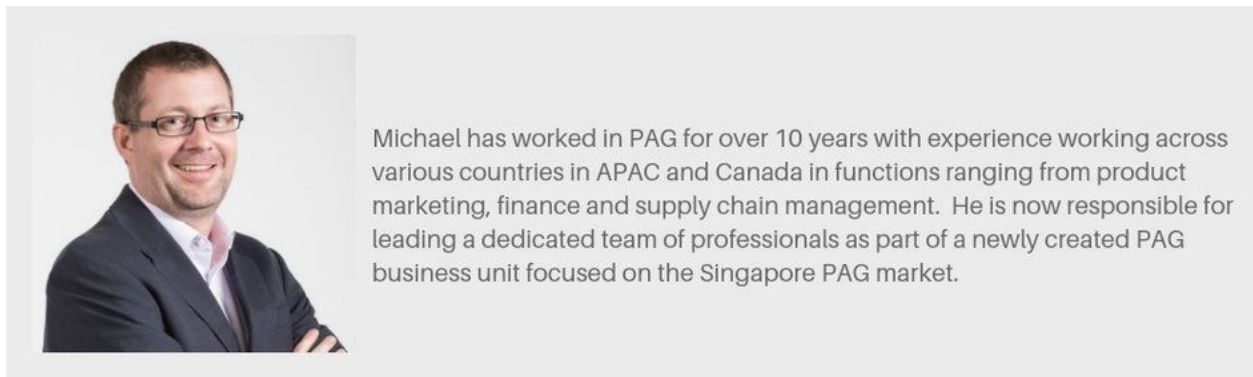 Michael has worked in PAG for over 10 years with experience working across
various countries in APAC and Canada in functions ranging from product
marketing, finance and supply chain management.  He is now responsible for
leading a dedicated team of professionals as part of a newly created PAG
business unit focused on the Singapore PAG market.